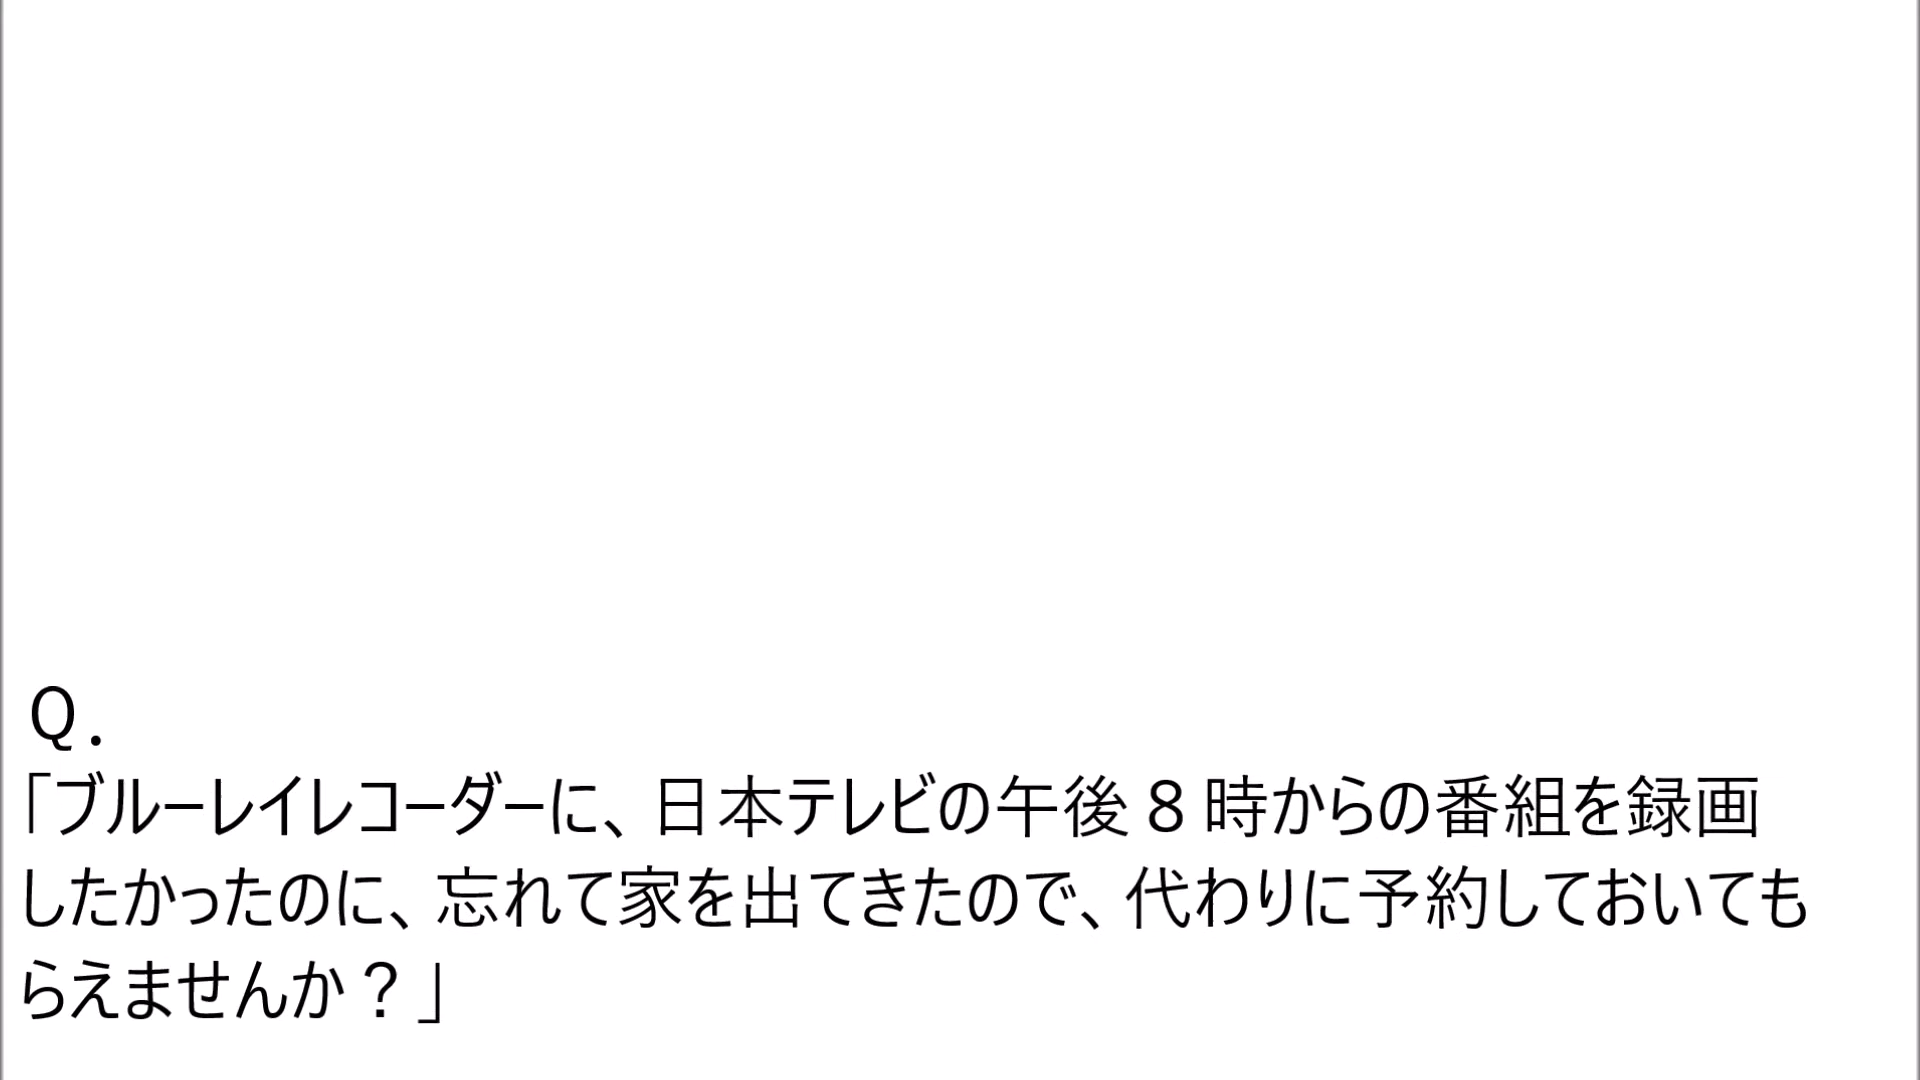 Q.
「ブルーレイレコーダーに、日本テレビの午後８時からの番組を録画
したかったのに、忘れて家を出てきたので、代わりに予約しておいても
らえませんか？」